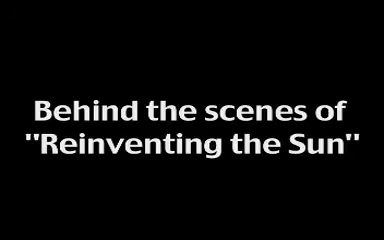 Behind the scenes of
"Reinventing the Sun"